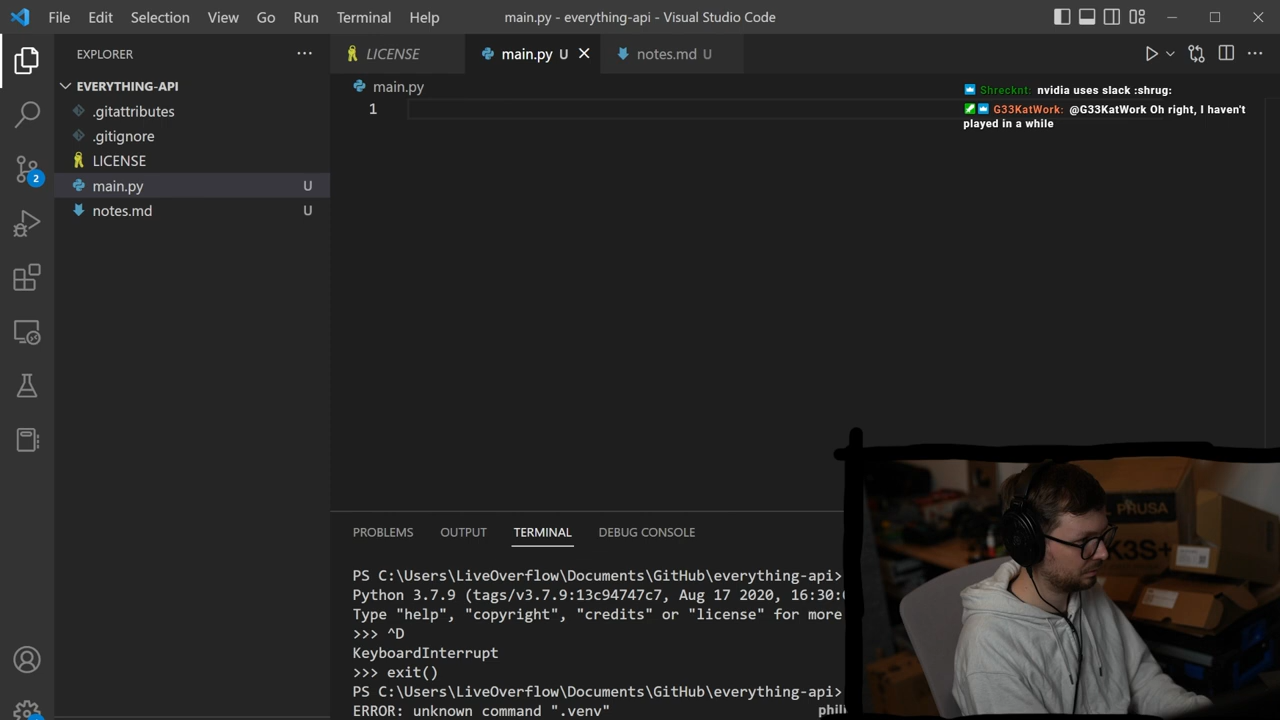 File Edit Selection View Go Run Terminal Help
main.py - everything-api - Visual Studio Code
EXPLORER
LICENSE
main.py U
notes.md U
EVERYTHING-API
.gitattributes
.gitignore
LICENSE
main.py U
notes.md U
2
main.py
1
Shrecknt: nvidia uses slack :shrug:
G33KatWork: @G33KatWork Oh right, I haven't
played in a while
PROBLEMS OUTPUT TERMINAL DEBUG CONSOLE
PS C:\Users\LiveOverflow\Documents\GitHub\everything-api>
Python 3.7.9 (tags/v3.7.9:13c94747c7, Aug 17 2020, 16:30:
Type "help", "copyright", "credits" or "license" for more
>>> ^D
KeyboardInterrupt
>>> exit()
PS C:\Users\LiveOverflow\Documents\GitHub\everything-api>
ERROR: unknown command ".venv"
PRUSA
K3S+